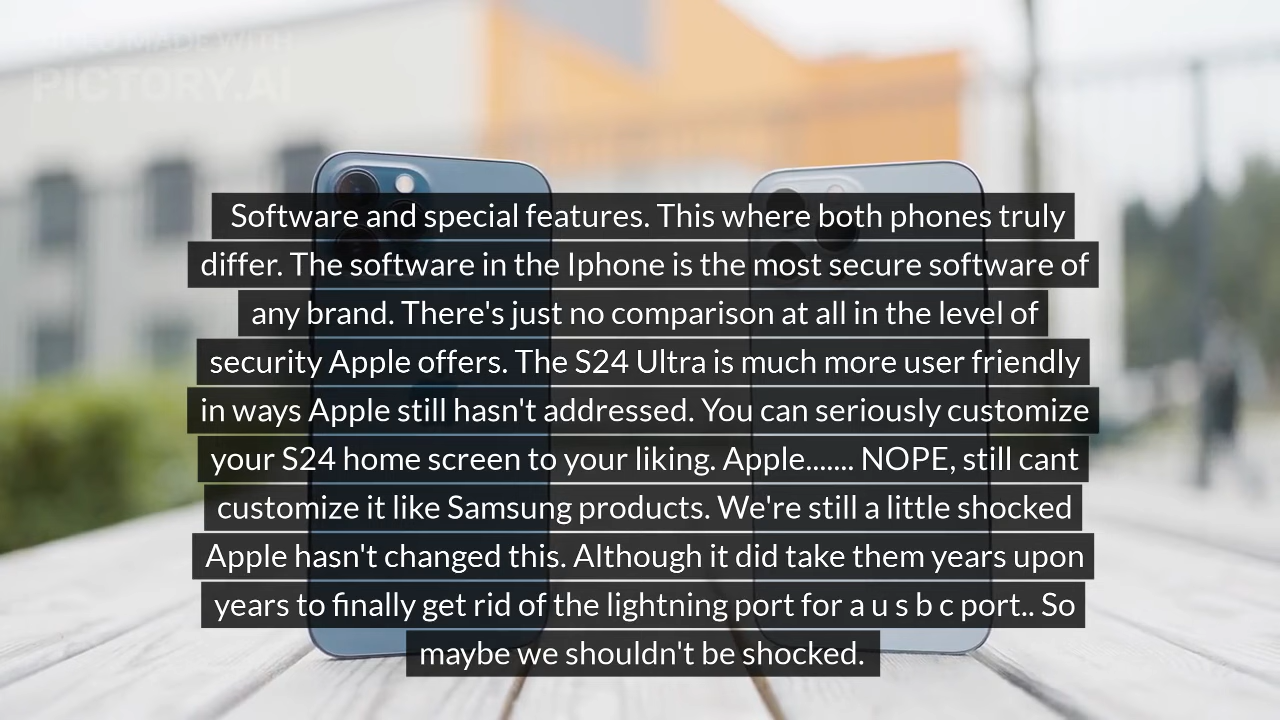 VIDEO MADE WITH
PICTORY.AI
Software and special features. This where both phones truly
differ. The software in the Iphone is the most secure software of
any brand. There's just no comparison at all in the level of
security Apple offers. The S24 Ultra is much more user friendly
in ways Apple still hasn't addressed. You can seriously customize
your S24 home screen to your liking. Apple....... NOPE, still cant
customize it like Samsung products. We're still a little shocked
Apple hasn't changed this. Although it did take them years upon
years to finally get rid of the lightning port for a u s b c port.. So
maybe we shouldn't be shocked.